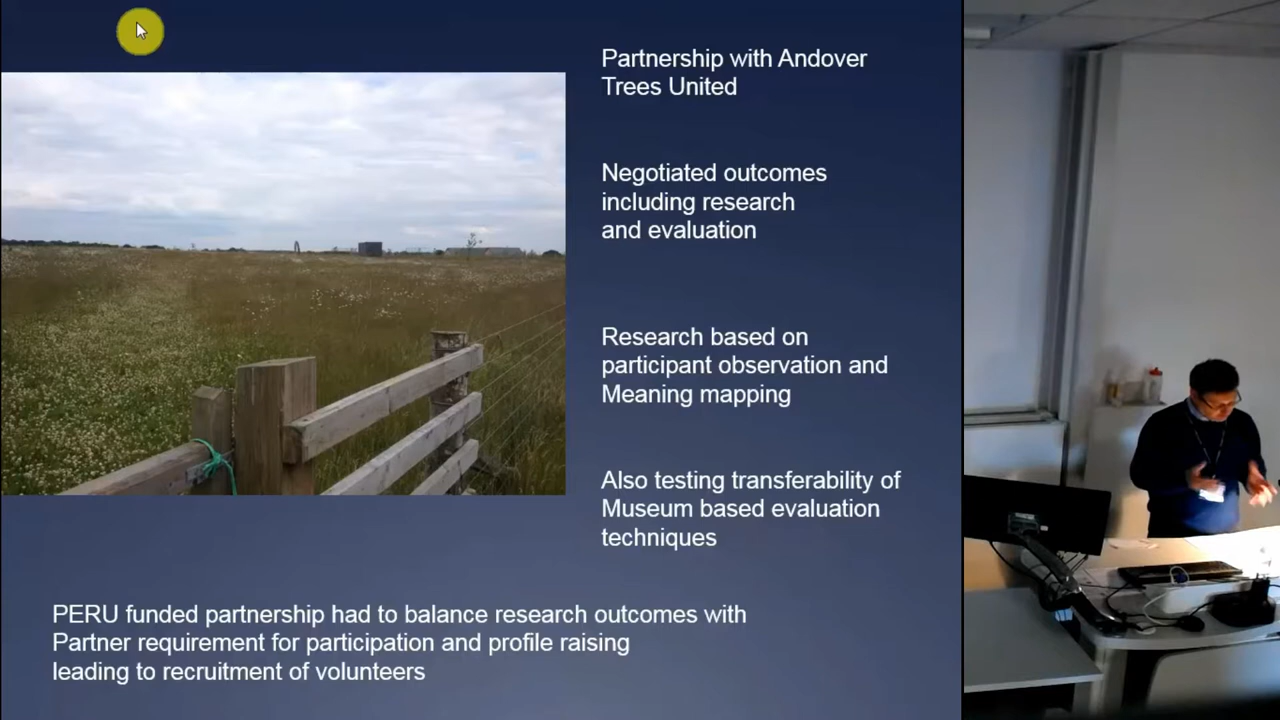 Partnership with Andover
Trees United
Negotiated outcomes
including research
and evaluation
Research based on
participant observation and
Meaning mapping
Also testing transferability of
Museum based evaluation
techniques
PERU funded partnership had to balance research outcomes with
Partner requirement for participation and profile raising
leading to recruitment of volunteers